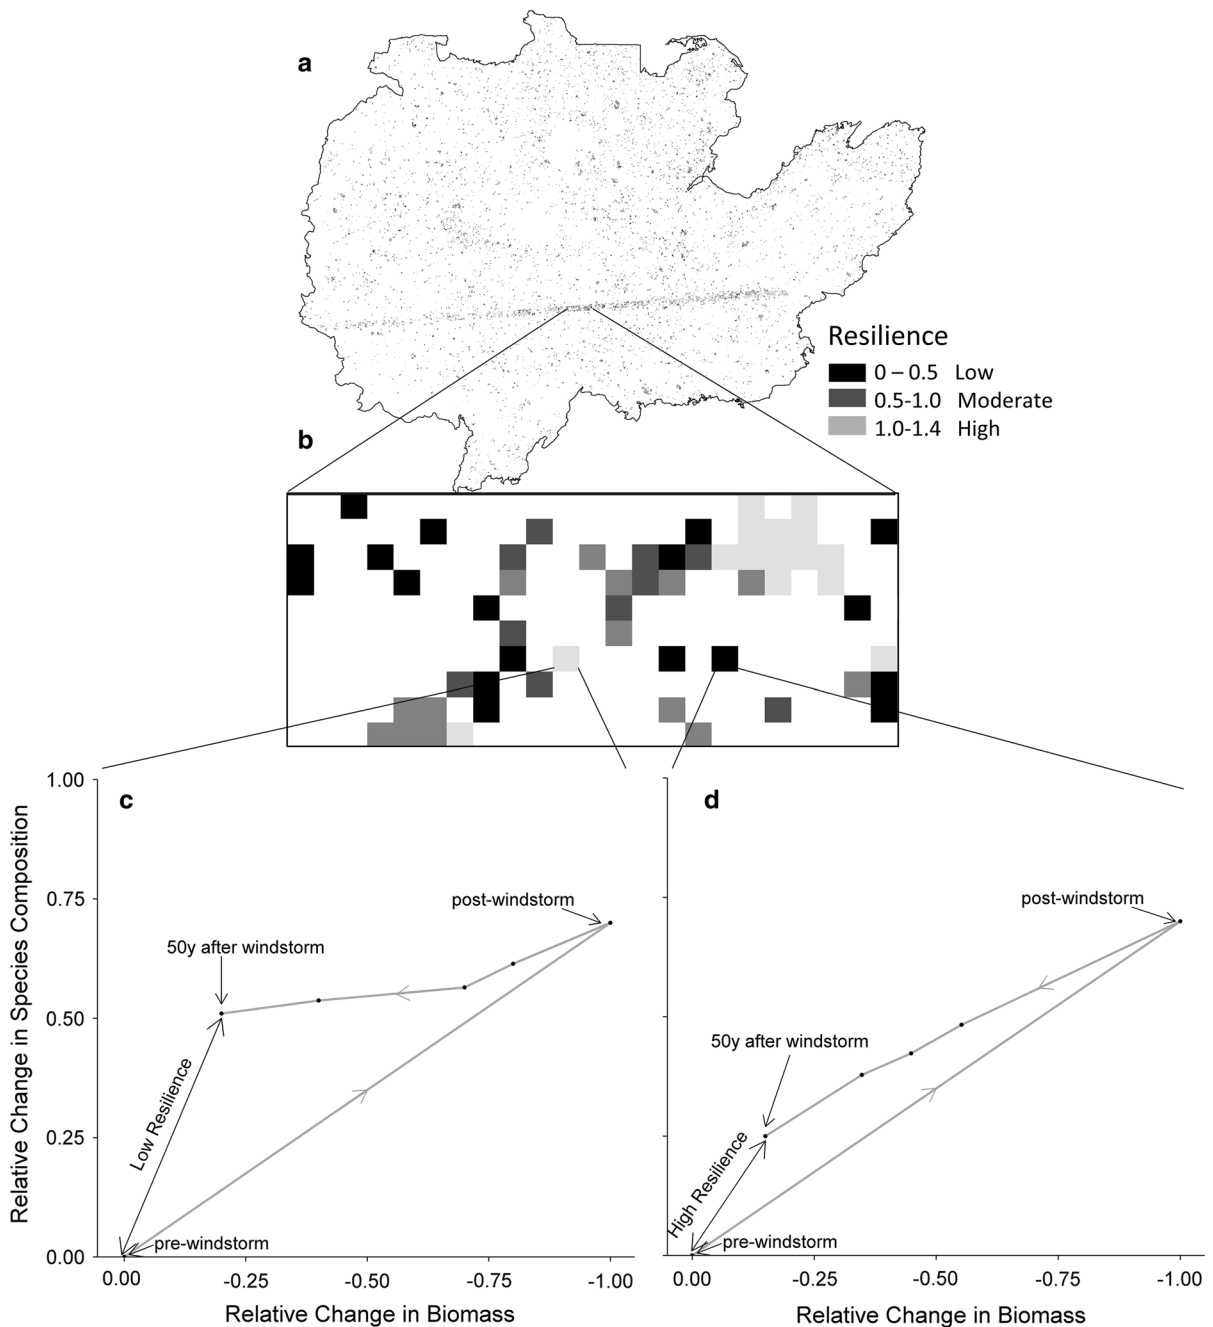 a
Resilience
0 – 0.5 Low
0.5-1.0 Moderate
1.0-1.4 High
b
c
1.00
0.75
0.50
0.25
0.00
Relative Change in Species Composition
post-windstorm
50y after windstorm
Low Resilience
pre-windstorm
0.00
-0.25
-0.50
-0.75
-1.00
Relative Change in Biomass
d
post-windstorm
50y after windstorm
High Resilience
pre-windstorm
0.00
-0.25
-0.50
-0.75
-1.00
Relative Change in Biomass